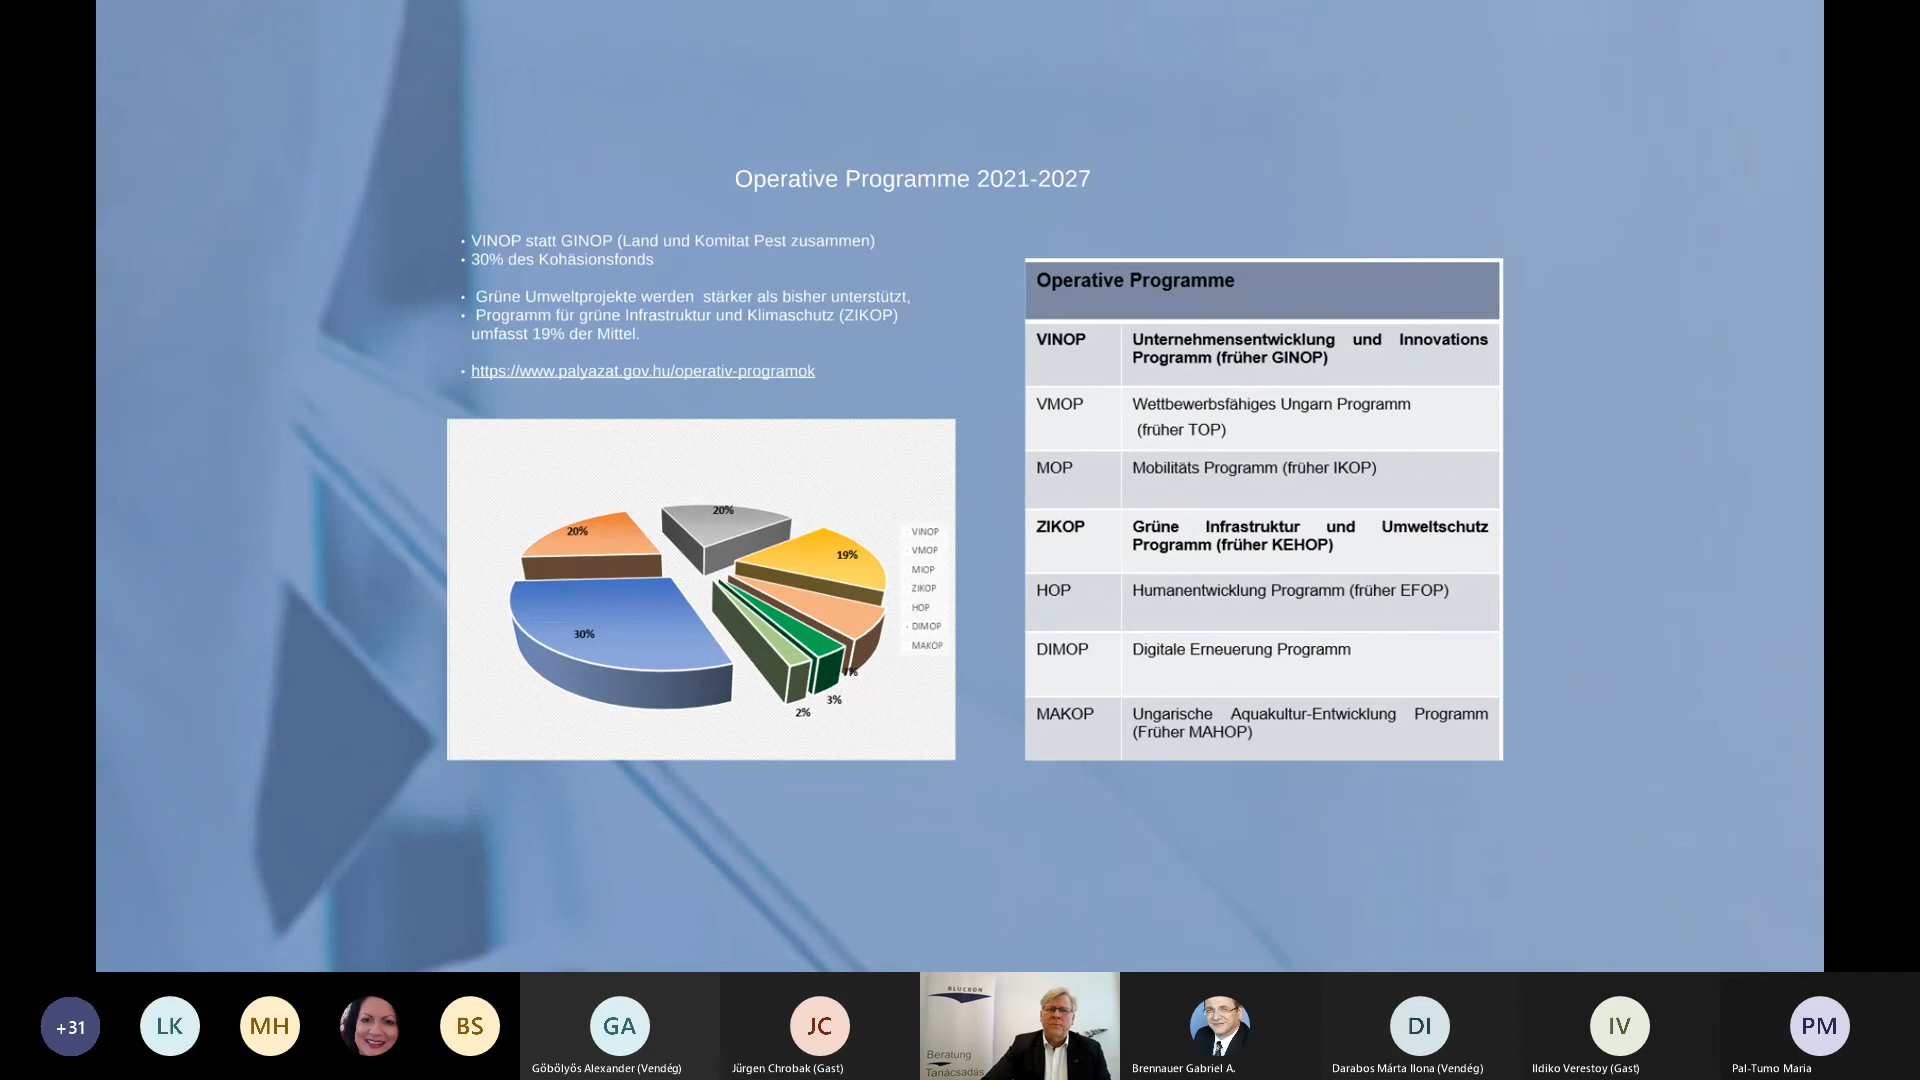 Operative Programme 2021-2027
• VINOP statt GINOP (Land und Komitat Pest zusammen)
• 30% des Kohäsionsfonds
• Grüne Umweltprojekte werden stärker als bisher unterstützt,
• Programm für grüne Infrastruktur und Klimaschutz (ZIKOP)
umfasst 19% der Mittel.
• https://www.palyazat.gov.hu/operativ-programok
20%
20%
19%
30%
7%
3%
2%
VINOP
VMOP
MIOP
ZIKOP
HOP
DIMOP
MAKOP
Operative Programme
VINOP Unternehmensentwicklung und Innovations
Programm (früher GINOP)
VMOP Wettbewerbsfähiges Ungarn Programm
(früher TOP)
MOP Mobilitäts Programm (früher IKOP)
ZIKOP Grüne Infrastruktur und Umweltschutz
Programm (früher KEHOP)
HOP Humanentwicklung Programm (früher EFOP)
DIMOP Digitale Erneuerung Programm
MAKOP Ungarische Aquakultur-Entwicklung Programm
(Früher MAHOP)
+31
LK
MH
BS
GA
Göbölyös Alexander (Vendég)
JC
Jürgen Chrobak (Gast)
BLUCRON
Beratung
Tanácsadás
Brennauer Gabriel A.
DI
Darabos Márta Ilona (Vendég)
IV
Ildiko Verestoy (Gast)
PM
Pal-Tumo Maria